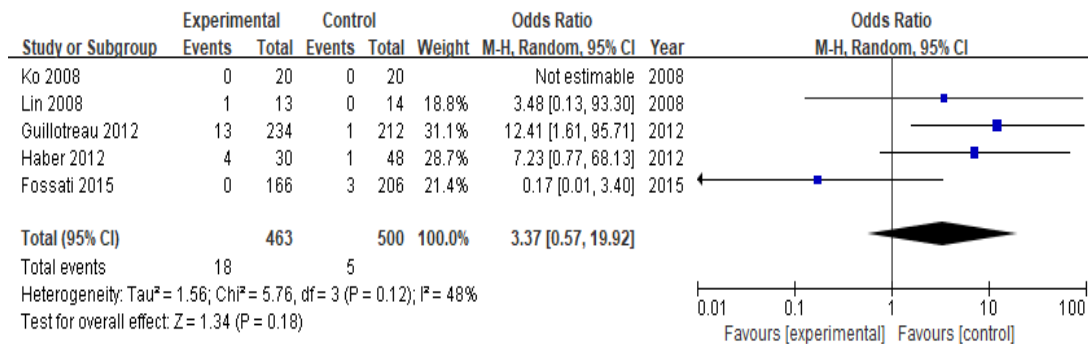 Experimental Control Odds Ratio Odds Ratio
Study or Subgroup Events Total Events Total Weight M-H, Random, 95% CI Year M-H, Random, 95% CI
Ko 2008 0 20 0 20 Not estimable 2008
Lin 2008 1 13 0 14 18.8% 3.48 [0.13, 93.30] 2008
Guillotreau 2012 13 234 1 212 31.1% 12.41 [1.61, 95.71] 2012
Haber 2012 4 30 1 48 28.7% 7.23 [0.77, 68.13] 2012
Fossati 2015 0 166 3 206 21.4% 0.17 [0.01, 3.40] 2015
Total (95% CI) 463 500 100.0% 3.37 [0.57, 19.92]
Total events 18 5
Heterogeneity: Tau² = 1.56; Chi² = 5.76, df = 3 (P = 0.12); I² = 48%
Test for overall effect: Z = 1.34 (P = 0.18)
0.01 0.1 1 10 100
Favours [experimental] Favours [control]